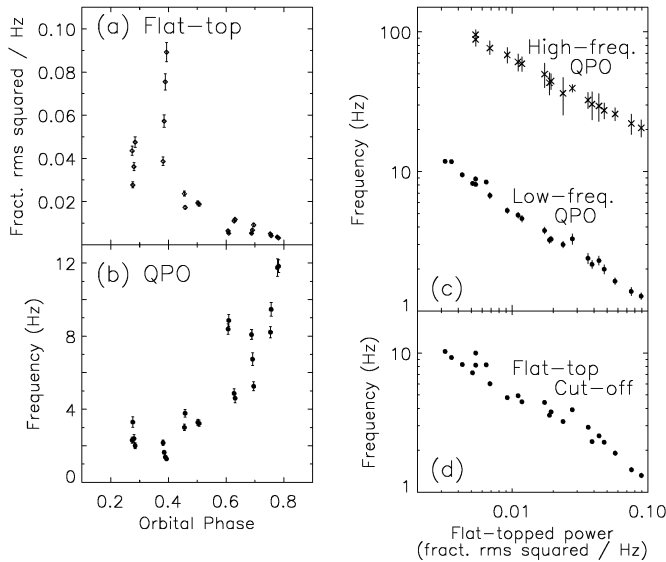 (a) Flat-top
Fract. rms squared / Hz
0.10
0.08
0.06
0.04
0.02
(b) QPO
Frequency (Hz)
12
8
4
0
0.2 0.4 0.6 0.8
Orbital Phase
High-freq.
QPO
Low-freq.
QPO
(c)
Frequency (Hz)
100
10
1
Flat-top
Cut-off
(d)
Frequency (Hz)
10
1
0.01 0.10
Flat-topped power
(fract. rms squared / Hz)